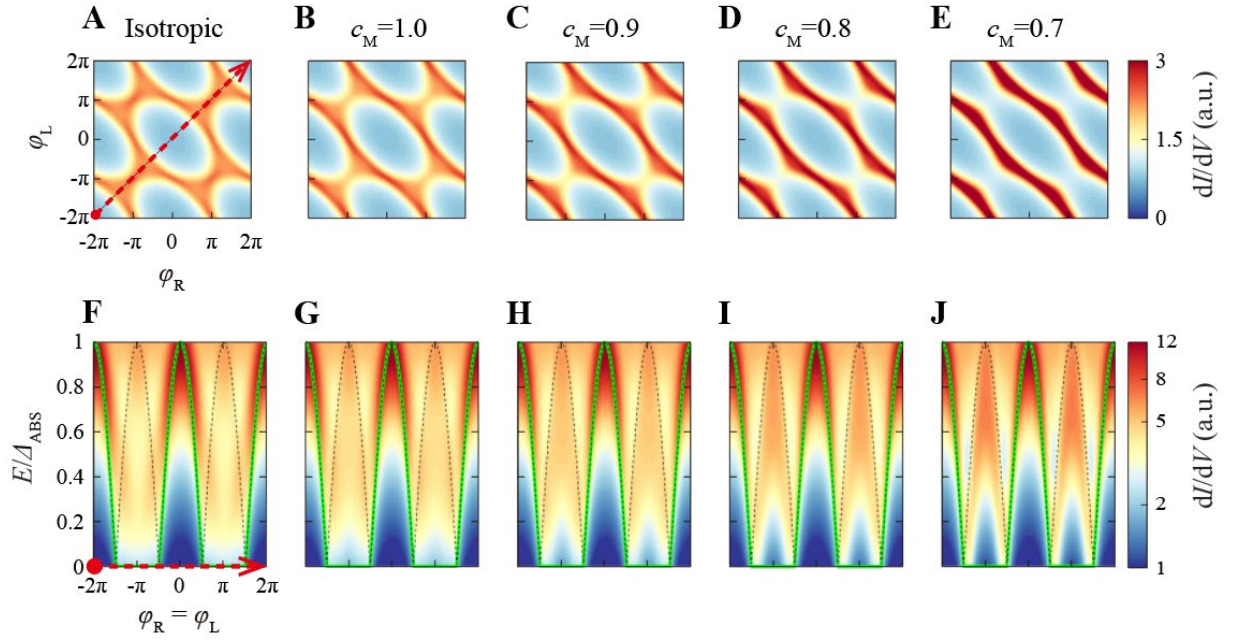 A Isotropic
B c_M=1.0
C c_M=0.9
D c_M=0.8
E c_M=0.7
2π
π
0
-π
-2π
φ_L
-2π -π 0 π 2π
φ_R
3
1.5
0
dI/dV (a.u.)
F G H I J
1
0.8
0.6
0.4
0.2
0
E/Δ_ABS
-2π -π 0 π 2π
φ_R = φ_L
12
8
5
2
1
dI/dV (a.u.)